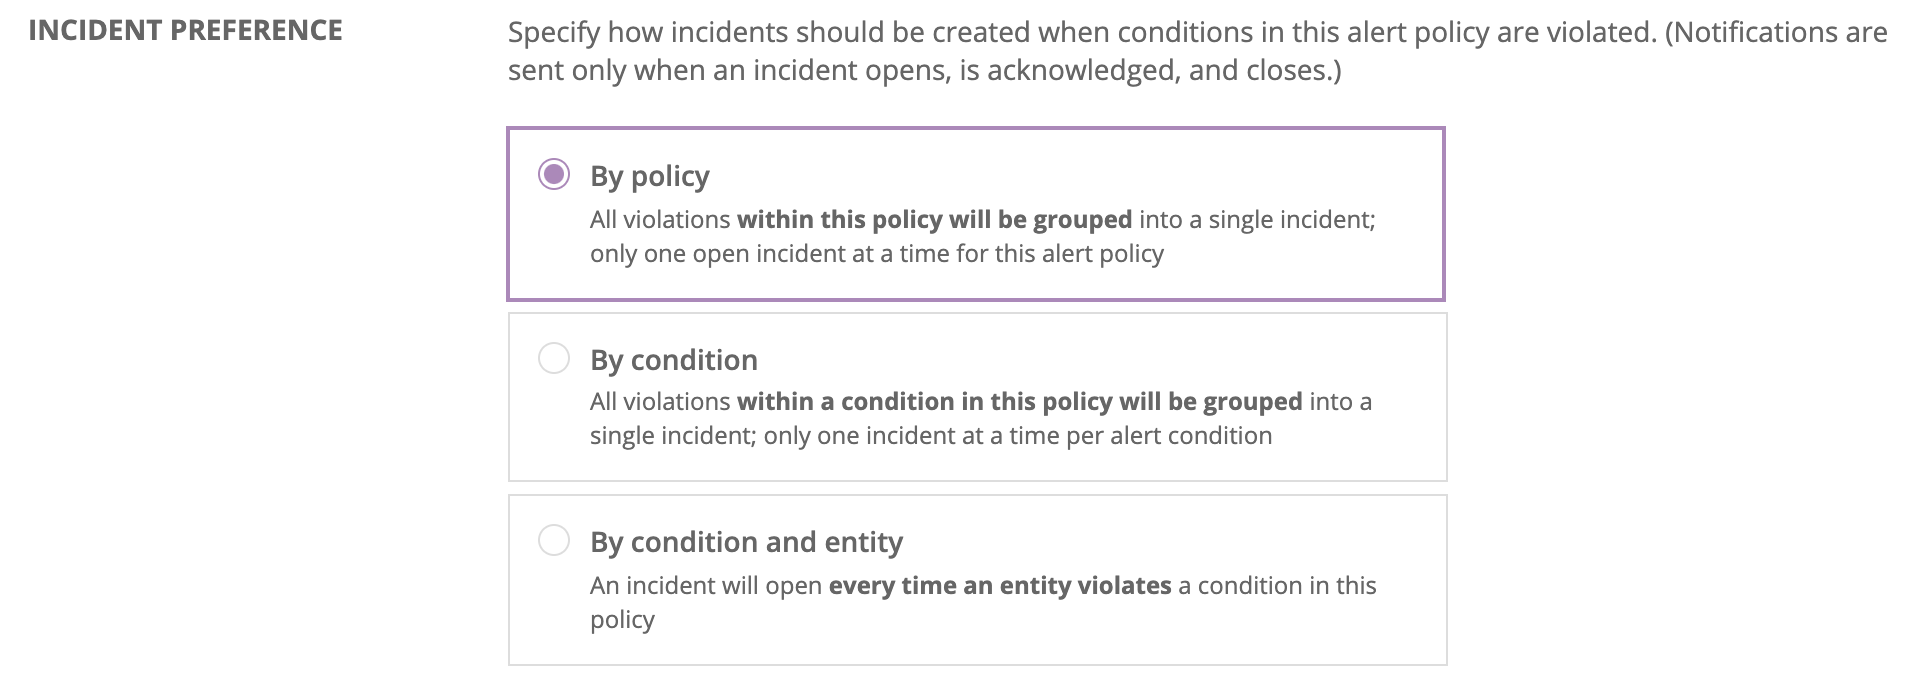 INCIDENT PREFERENCE
Specify how incidents should be created when conditions in this alert policy are violated. (Notifications are
sent only when an incident opens, is acknowledged, and closes.)
By policy
All violations within this policy will be grouped into a single incident;
only one open incident at a time for this alert policy
By condition
All violations within a condition in this policy will be grouped into a
single incident; only one incident at a time per alert condition
By condition and entity
An incident will open every time an entity violates a condition in this
policy